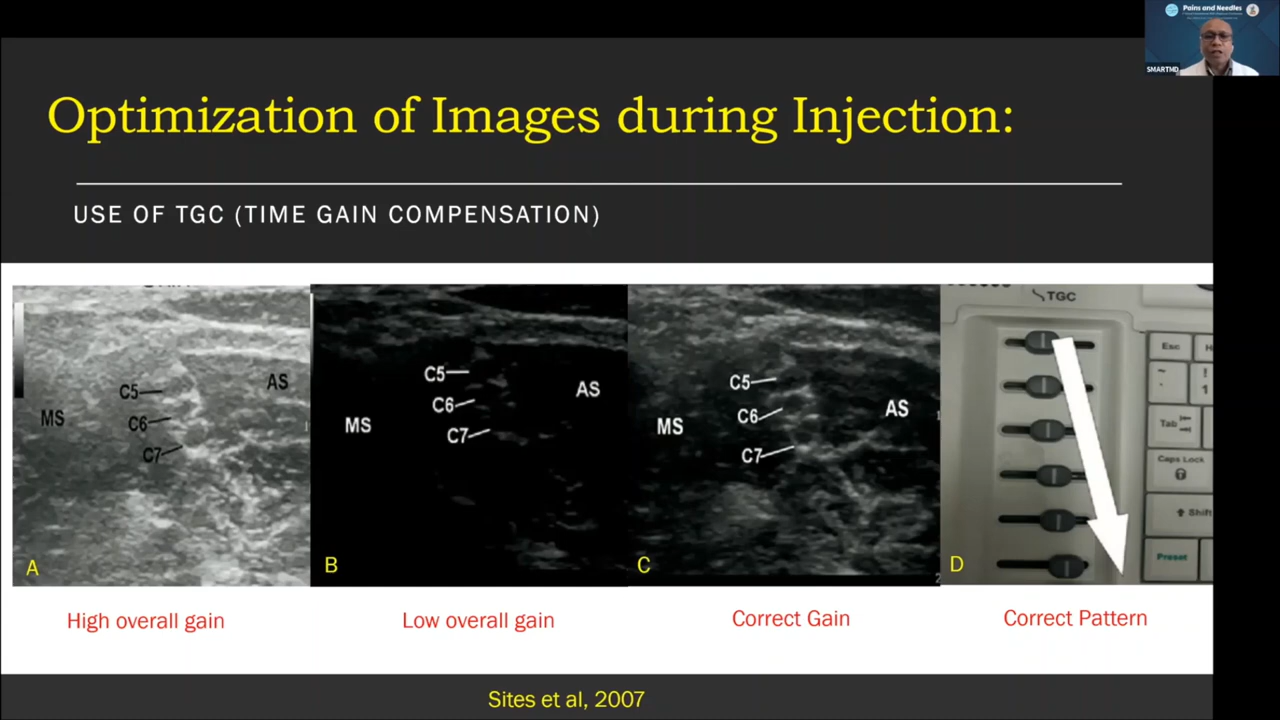 Pains and Needles
SMARTMD
Optimization of Images during Injection:
USE OF TGC (TIME GAIN COMPENSATION)
C5
C6
C7
MS
AS
A
C5
C6
C7
MS
AS
B
C5
C6
C7
MS
AS
C
TGC
Esc
~
!
1
Tab
Caps Lock
Shift
Preset
D
High overall gain
Low overall gain
Correct Gain
Correct Pattern
Sites et al, 2007